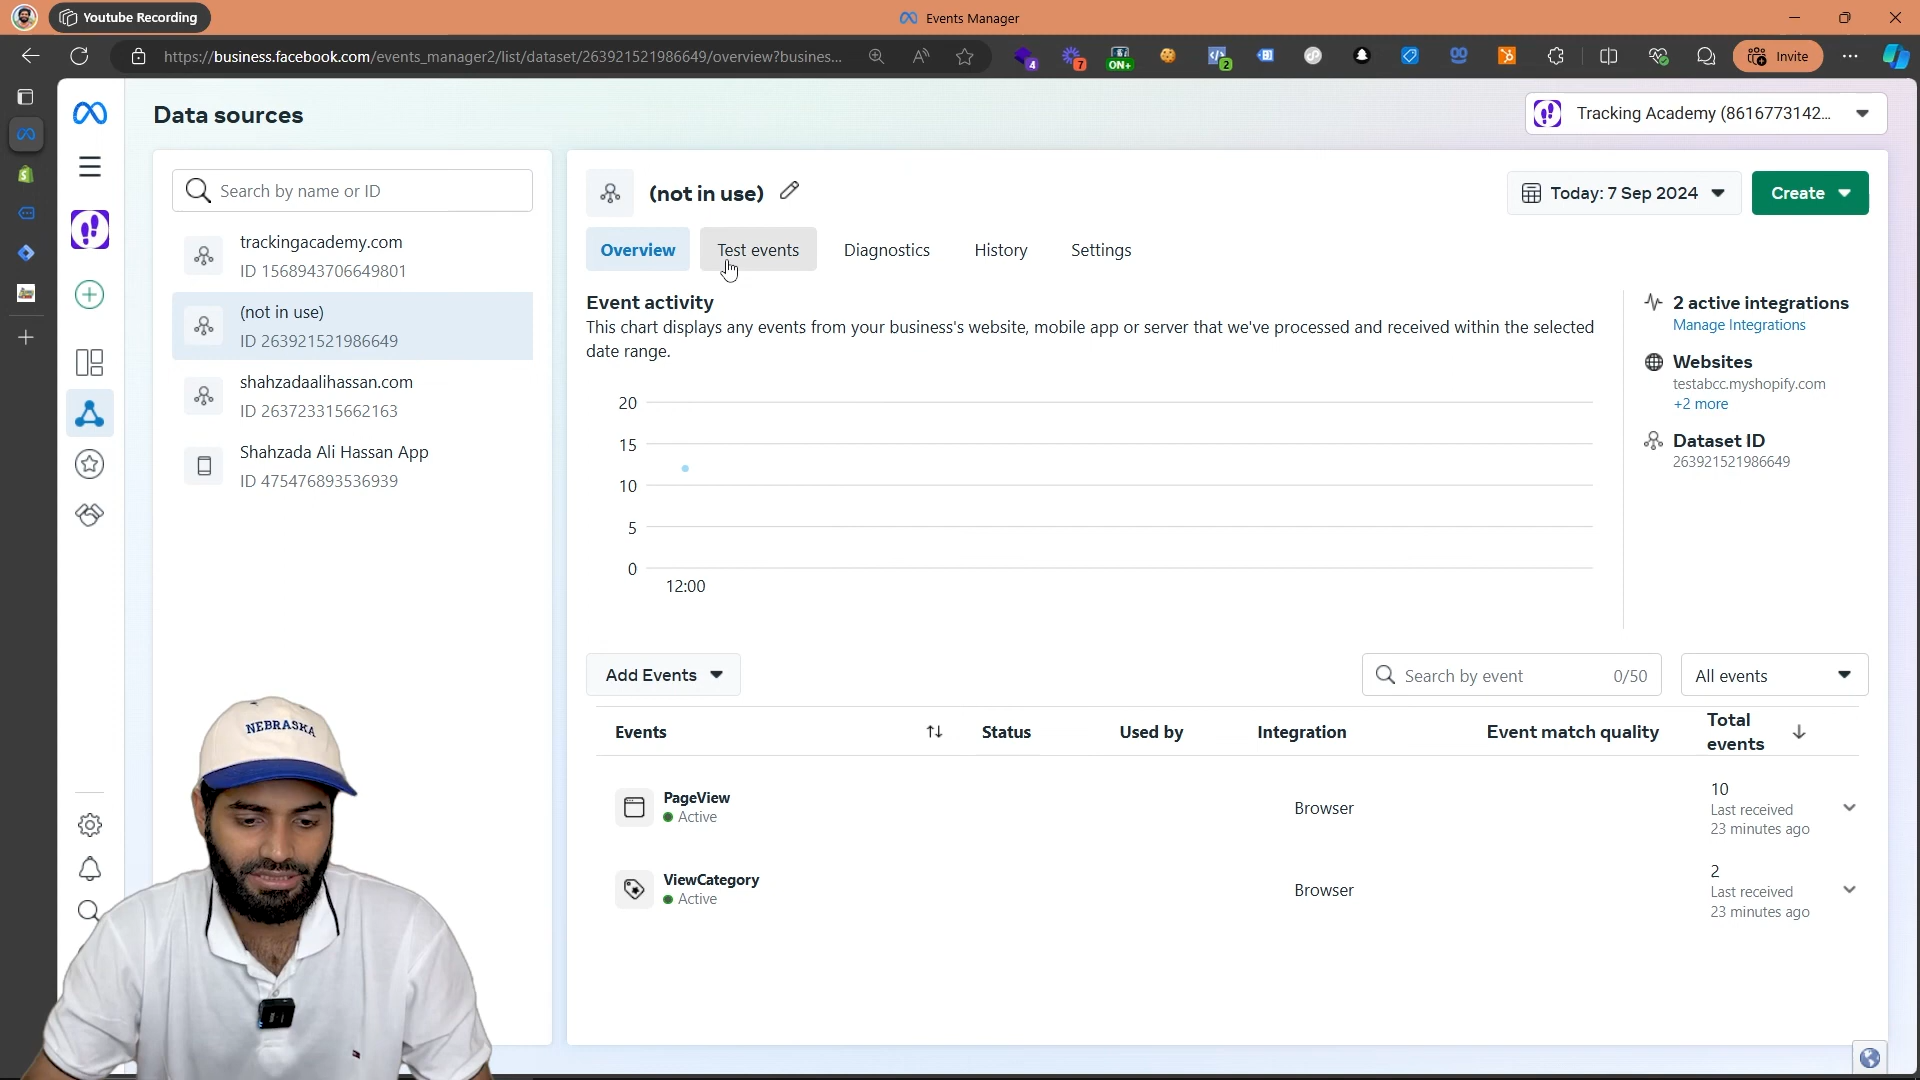 Youtube Recording
Events Manager
https://business.facebook.com/events_manager2/list/dataset/263921521986649/overview?busines...
4
7
ON+
2
Invite
Data sources
Tracking Academy (8616773142...
Search by name or ID
trackingacademy.com
ID 1568943706649801
(not in use)
ID 263921521986649
shahzadaalihassan.com
ID 263723315662163
Shahzada Ali Hassan App
ID 475476893536939
(not in use)
Today: 7 Sep 2024
Create
Overview
Test events
Diagnostics
History
Settings
Event activity
This chart displays any events from your business's website, mobile app or server that we've processed and received within the selected
date range.
20
15
10
5
0
12:00
2 active integrations
Manage Integrations
Websites
testabcc.myshopify.com
+2 more
Dataset ID
263921521986649
Add Events
Search by event
0/50
All events
Events
Status
Used by
Integration
Event match quality
Total
events
PageView
Active
Browser
10
Last received
23 minutes ago
ViewCategory
Active
Browser
2
Last received
23 minutes ago
NEBRASKA